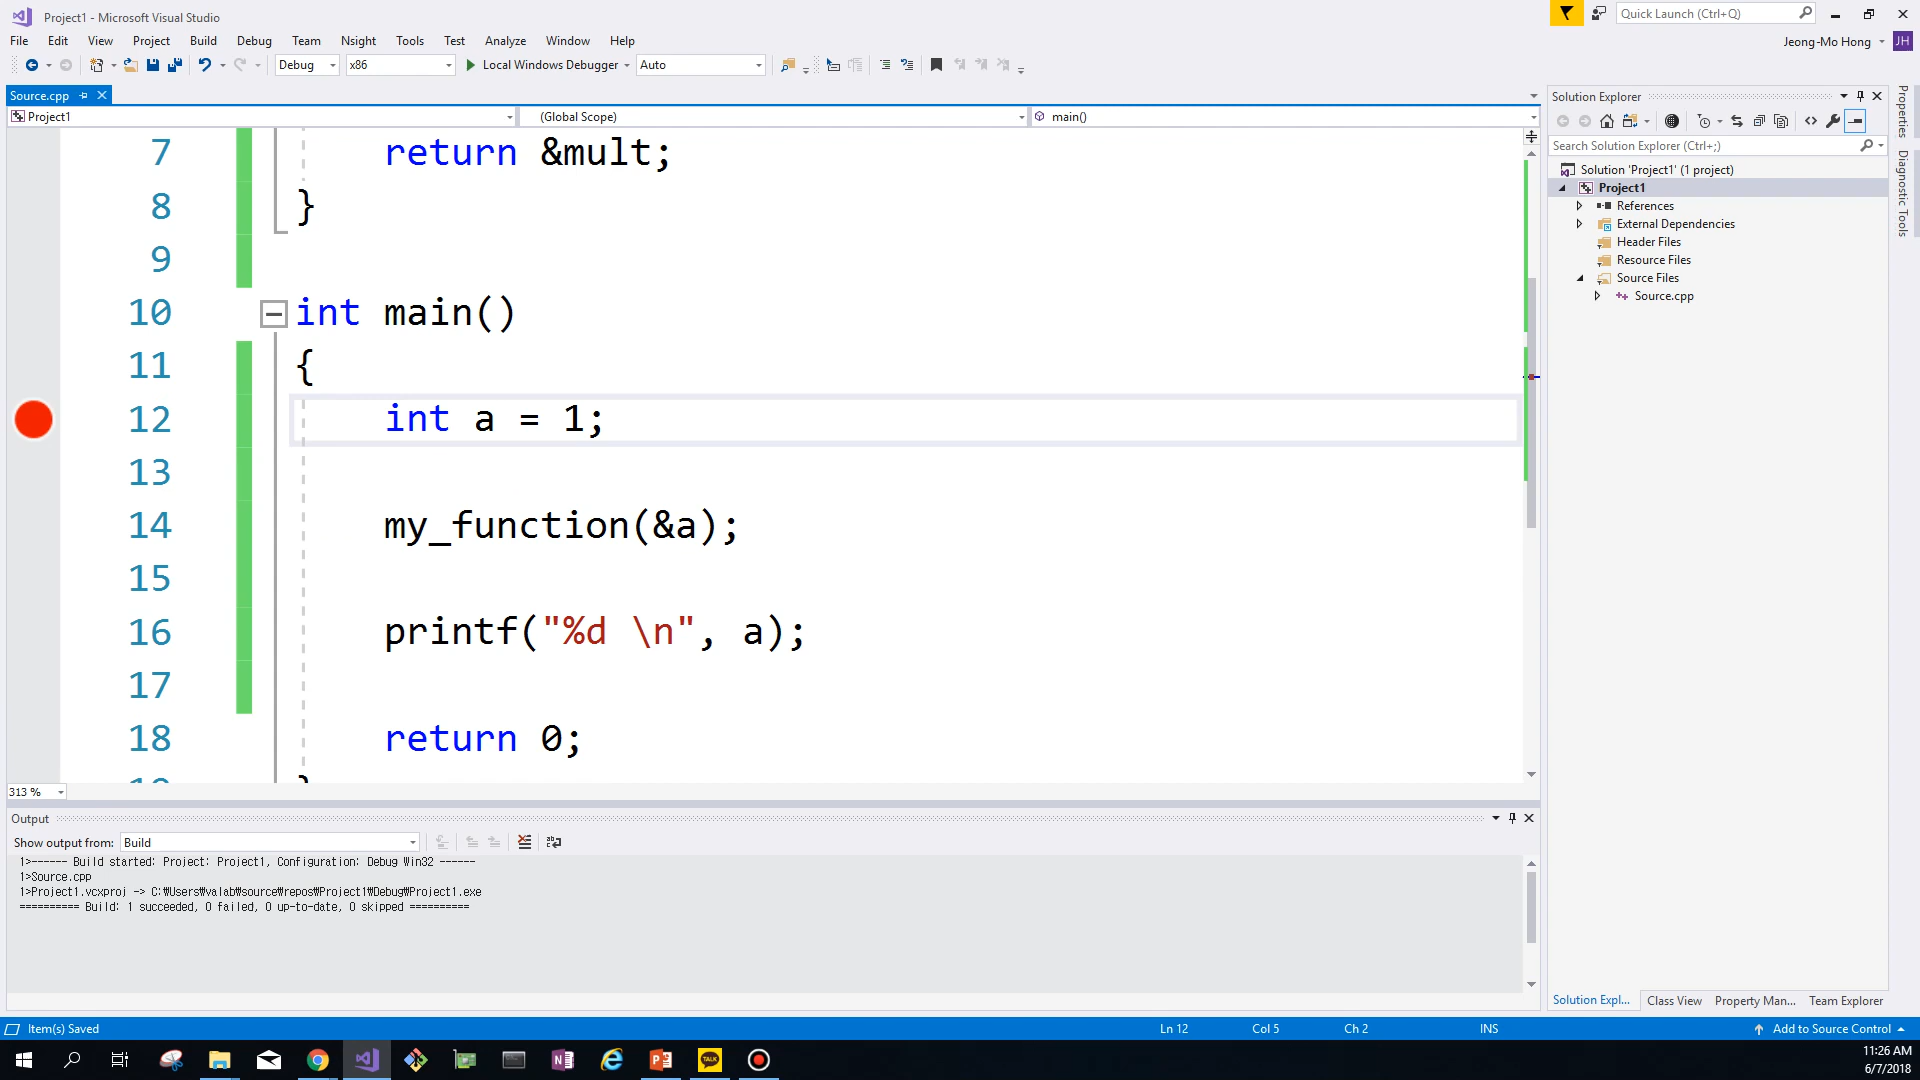 Project1 - Microsoft Visual Studio
Quick Launch (Ctrl+Q)
File Edit View Project Build Debug Team Nsight Tools Test Analyze Window Help
Jeong-Mo Hong JH
Debug x86 Local Windows Debugger Auto
Source.cpp
Project1 (Global Scope) main()
7 return &mult;
8 }
9
10 int main()
11 {
12 int a = 1;
13
14 my_function(&a);
15
16 printf("%d \n", a);
17
18 return 0;
19 }
313 %
Output
Show output from: Build
1>------ Build started: Project: Project1, Configuration: Debug Win32 ------
1>Source.cpp
1>Project1.vcxproj -> C:₩Users₩valab₩source₩repos₩Project1₩Debug₩Project1.exe
========== Build: 1 succeeded, 0 failed, 0 up-to-date, 0 skipped ==========
Solution Explorer
Search Solution Explorer (Ctrl+;)
Solution 'Project1' (1 project)
Project1
References
External Dependencies
Header Files
Resource Files
Source Files
Source.cpp
Solution Expl... Class View Property Man... Team Explorer
Properties
Diagnostic Tools
Item(s) Saved Ln 12 Col 5 Ch 2 INS Add to Source Control
TALK
11:26 AM
6/7/2018